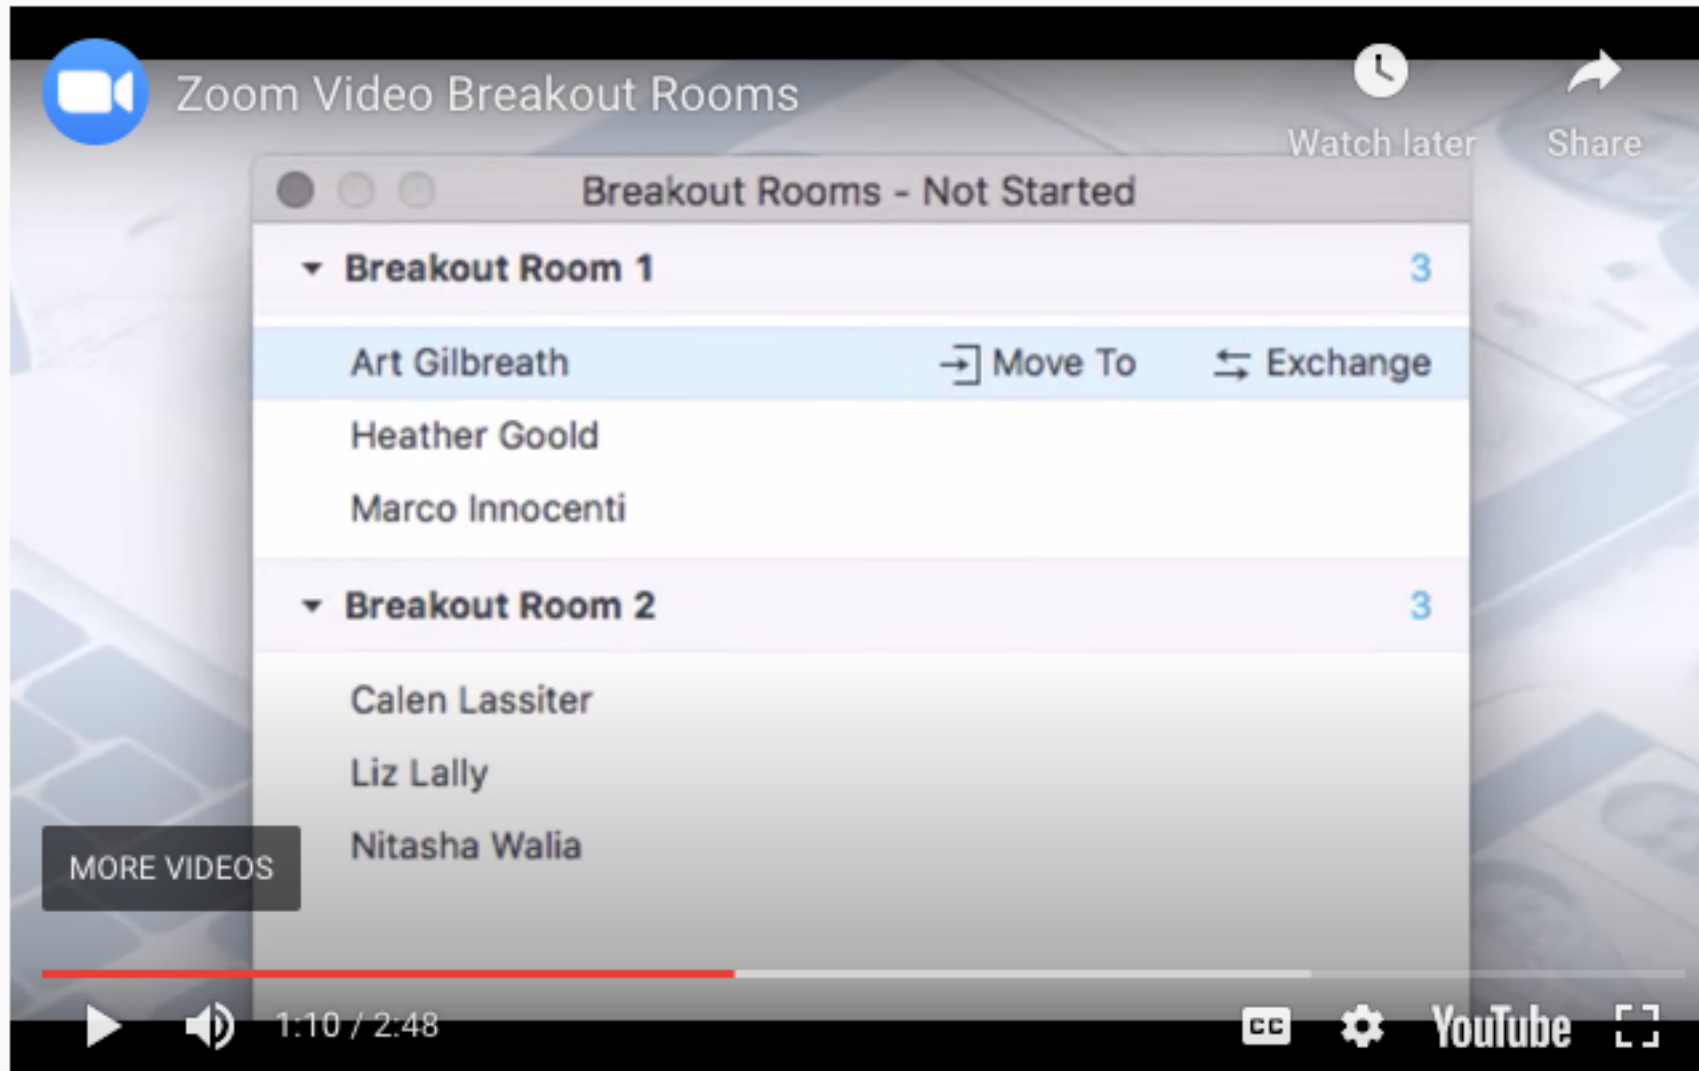 Zoom Video Breakout Rooms
Watch later
Share
Breakout Rooms - Not Started
Breakout Room 1 3
Art Gilbreath Move To Exchange
Heather Goold
Marco Innocenti
Breakout Room 2 3
Calen Lassiter
Liz Lally
Nitasha Walia
MORE VIDEOS
1:10 / 2:48
CC
YouTube